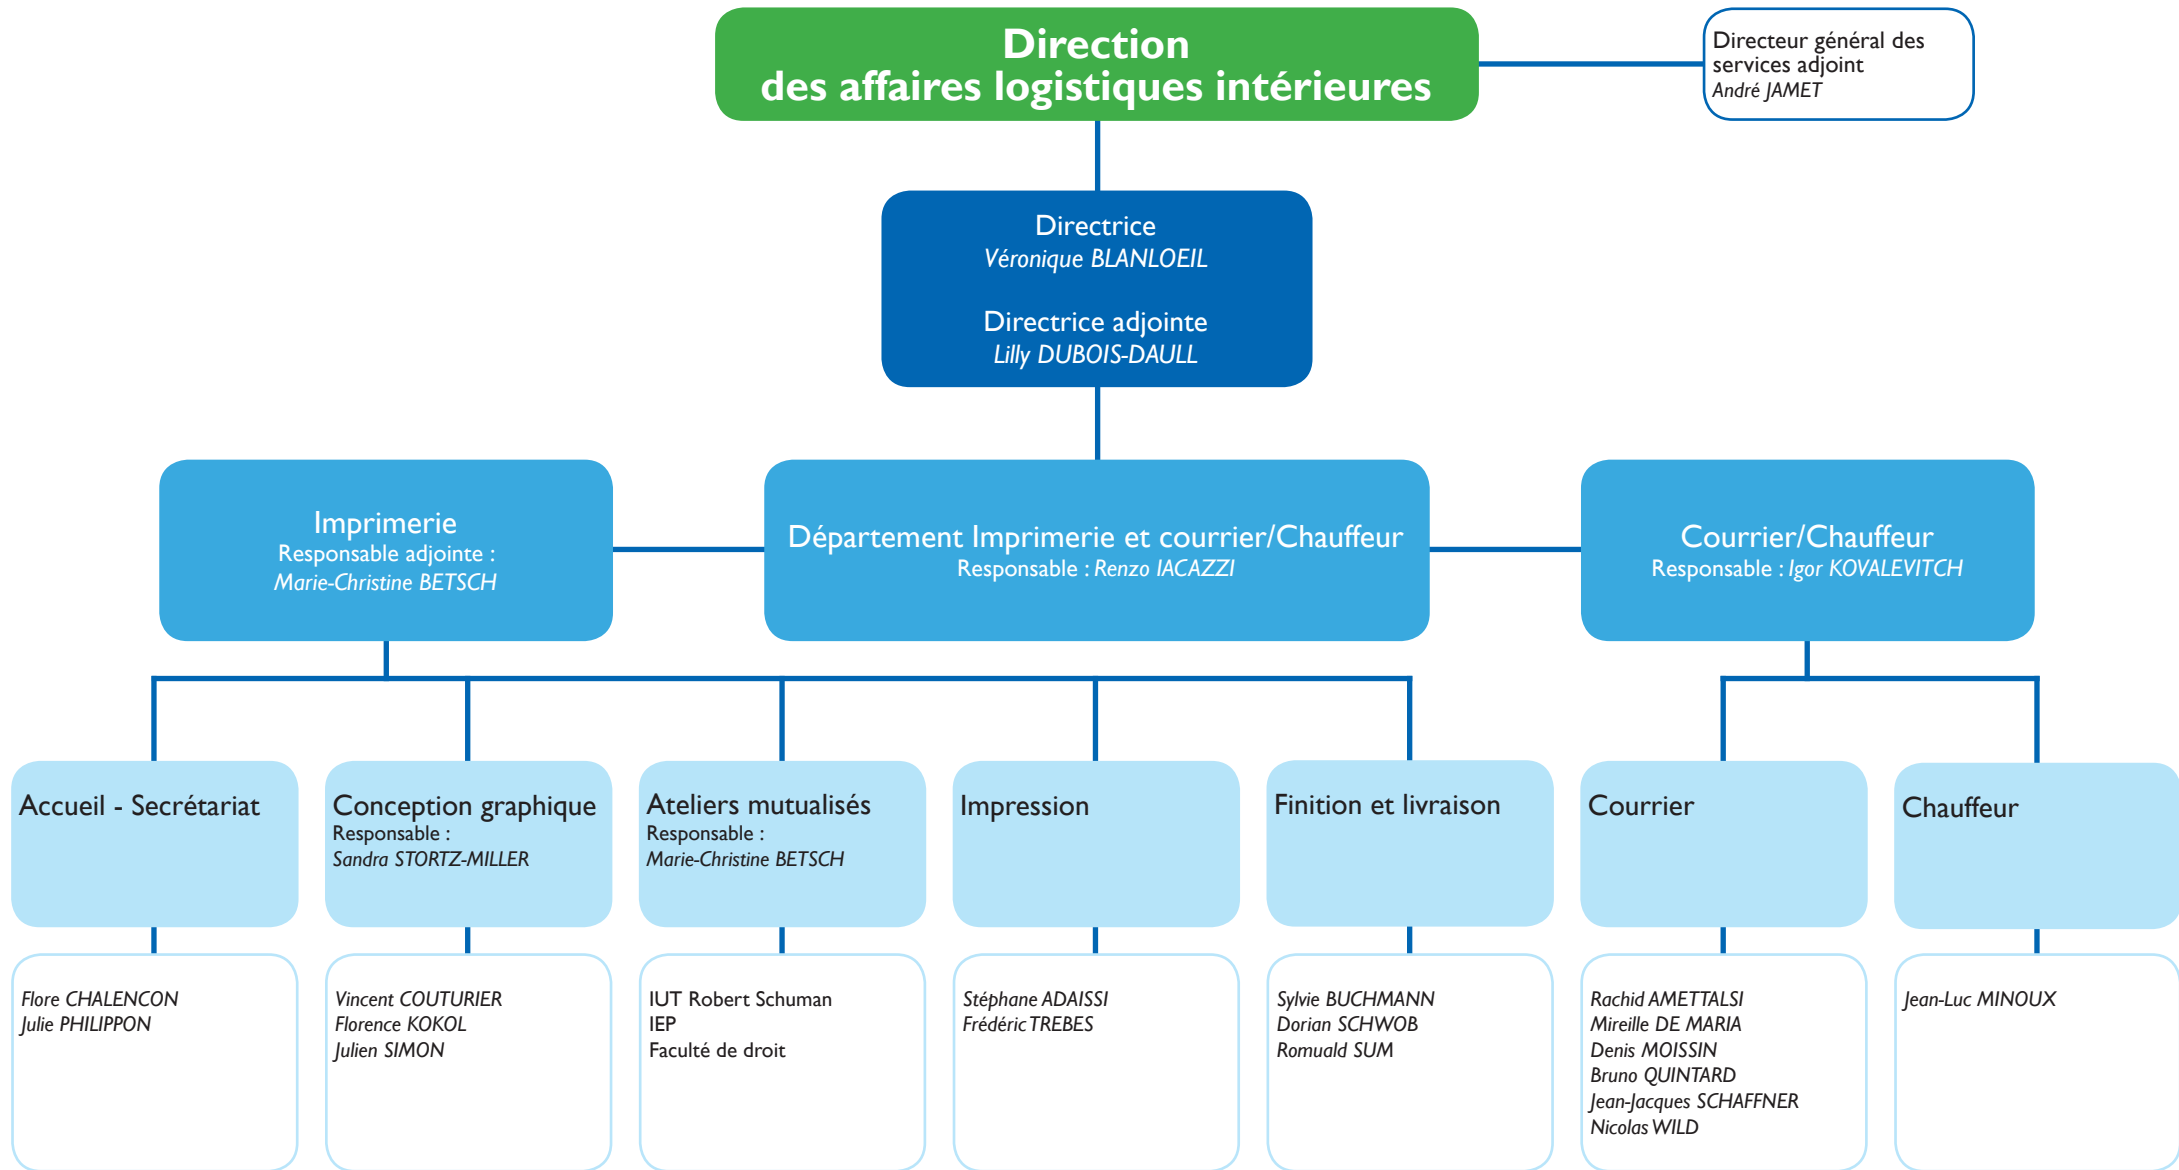 Direction
des affaires logistiques intérieures
Directeur général des
services adjoint
André JAMET
Directrice
Véronique BLANLOEIL
Directrice adjointe
Lilly DUBOIS-DAULL
Imprimerie
Responsable adjointe :
Marie-Christine BETSCH
Département Imprimerie et courrier/Chauffeur
Responsable : Renzo IACAZZI
Courrier/Chauffeur
Responsable : Igor KOVALEVITCH
Accueil - Secrétariat
Conception graphique
Responsable :
Sandra STORTZ-MILLER
Ateliers mutualisés
Responsable :
Marie-Christine BETSCH
Impression
Finition et livraison
Courrier
Chauffeur
Flore CHALENCON
Julie PHILIPPON
Vincent COUTURIER
Florence KOKOL
Julien SIMON
IUT Robert Schuman
IEP
Faculté de droit
Stéphane ADAISSI
Frédéric TREBES
Sylvie BUCHMANN
Dorian SCHWOB
Romuald SUM
Rachid AMETTALSI
Mireille DE MARIA
Denis MOISSIN
Bruno QUINTARD
Jean-Jacques SCHAFFNER
Nicolas WILD
Jean-Luc MINOUX